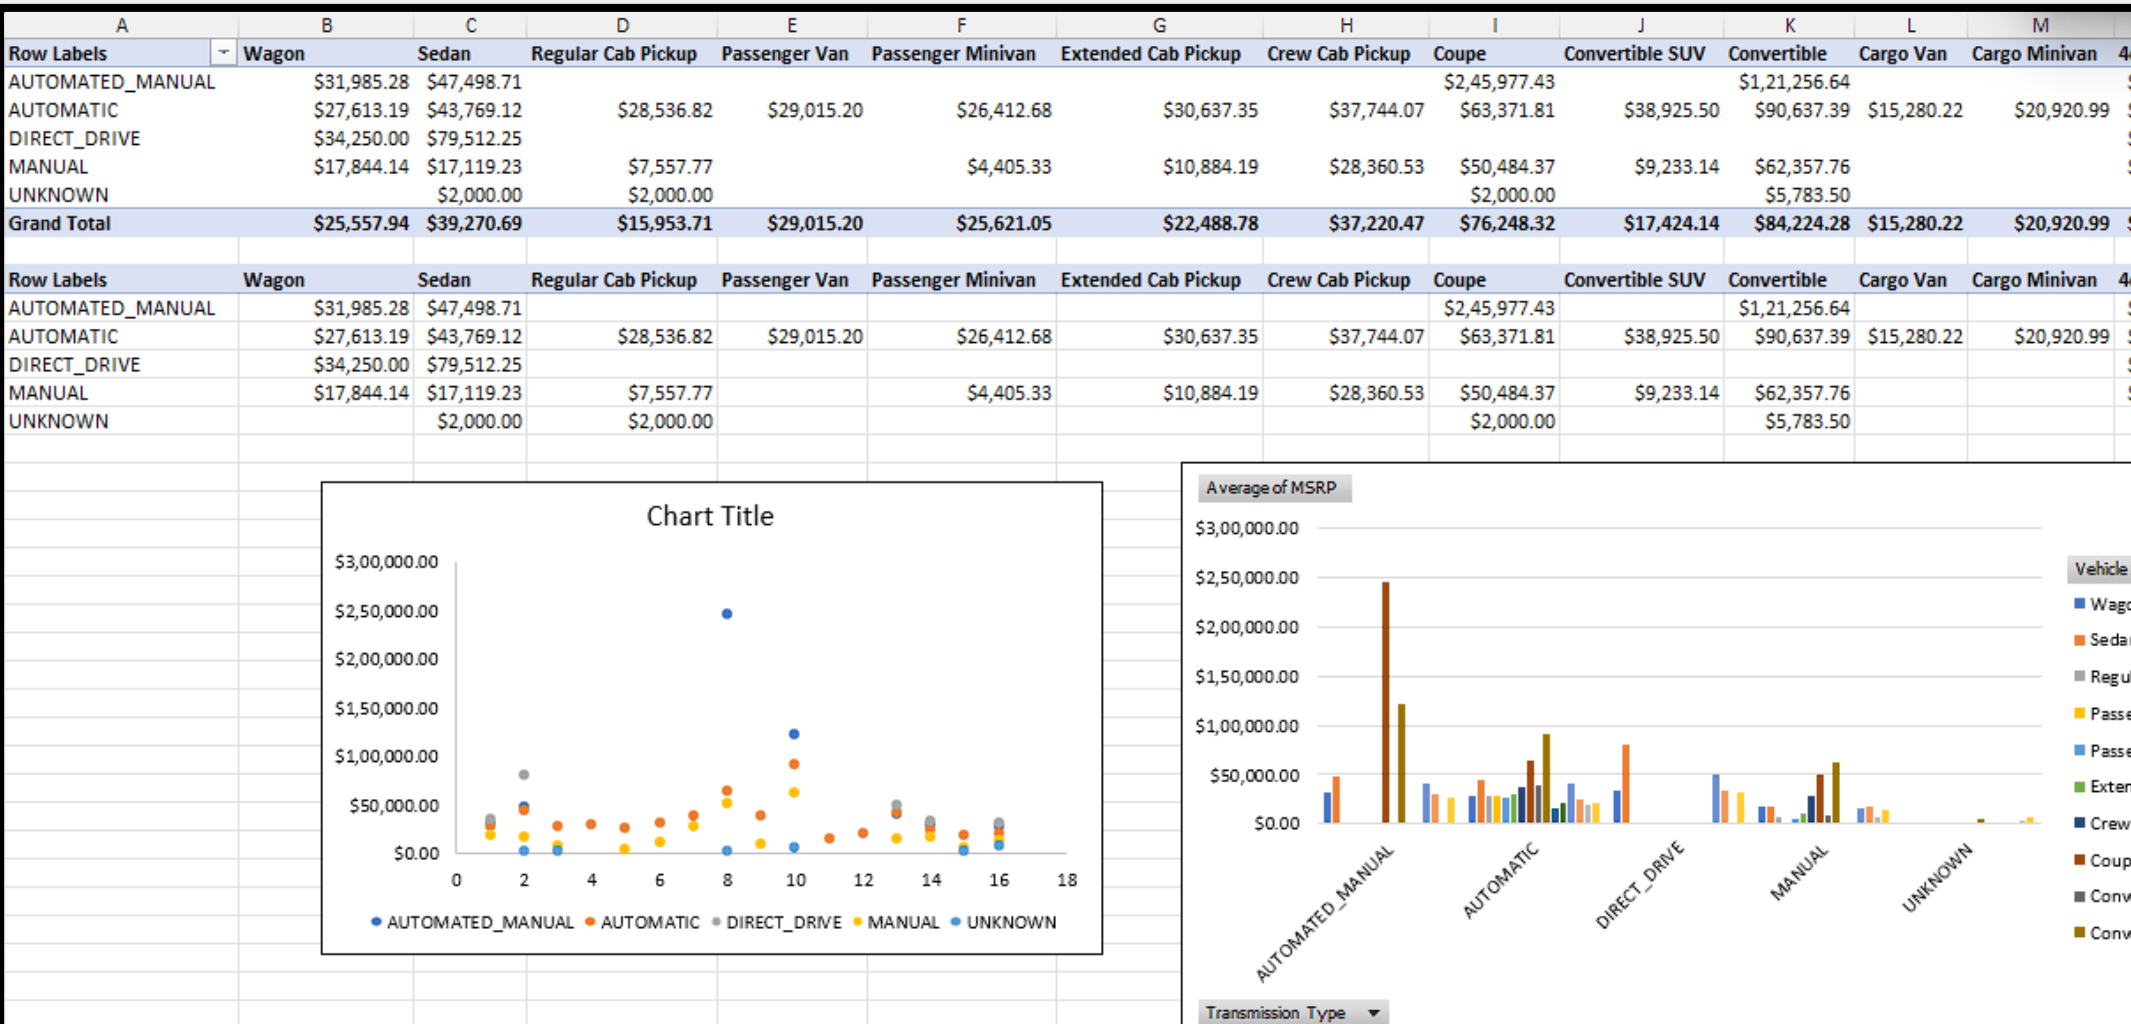 A B C D E F G H I J K L M
Row Labels Wagon Sedan Regular Cab Pickup Passenger Van Passenger Minivan Extended Cab Pickup Crew Cab Pickup Coupe Convertible SUV Convertible Cargo Van Cargo Minivan
AUTOMATED_MANUAL $31,985.28 $47,498.71 $2,45,977.43 $1,21,256.64
AUTOMATIC $27,613.19 $43,769.12 $28,536.82 $29,015.20 $26,412.68 $30,637.35 $37,744.07 $63,371.81 $38,925.50 $90,637.39 $15,280.22 $20,920.99
DIRECT_DRIVE $34,250.00 $79,512.25
MANUAL $17,844.14 $17,119.23 $7,557.77 $4,405.33 $10,884.19 $28,360.53 $50,484.37 $9,233.14 $62,357.76
UNKNOWN $2,000.00 $2,000.00 $2,000.00 $5,783.50
Grand Total $25,557.94 $39,270.69 $15,953.71 $29,015.20 $25,621.05 $22,488.78 $37,220.47 $76,248.32 $17,424.14 $84,224.28 $15,280.22 $20,920.99
Row Labels Wagon Sedan Regular Cab Pickup Passenger Van Passenger Minivan Extended Cab Pickup Crew Cab Pickup Coupe Convertible SUV Convertible Cargo Van Cargo Minivan
AUTOMATED_MANUAL $31,985.28 $47,498.71 $2,45,977.43 $1,21,256.64
AUTOMATIC $27,613.19 $43,769.12 $28,536.82 $29,015.20 $26,412.68 $30,637.35 $37,744.07 $63,371.81 $38,925.50 $90,637.39 $15,280.22 $20,920.99
DIRECT_DRIVE $34,250.00 $79,512.25
MANUAL $17,844.14 $17,119.23 $7,557.77 $4,405.33 $10,884.19 $28,360.53 $50,484.37 $9,233.14 $62,357.76
UNKNOWN $2,000.00 $2,000.00 $2,000.00 $5,783.50
Chart Title
$3,00,000.00
$2,50,000.00
$2,00,000.00
$1,50,000.00
$1,00,000.00
$50,000.00
$0.00
0 2 4 6 8 10 12 14 16 18
AUTOMATED_MANUAL AUTOMATIC DIRECT_DRIVE MANUAL UNKNOWN
Average of MSRP
$3,00,000.00
$2,50,000.00
$2,00,000.00
$1,50,000.00
$1,00,000.00
$50,000.00
$0.00
AUTOMATED_MANUAL AUTOMATIC DIRECT_DRIVE MANUAL UNKNOWN
Vehicle
Transmission Type